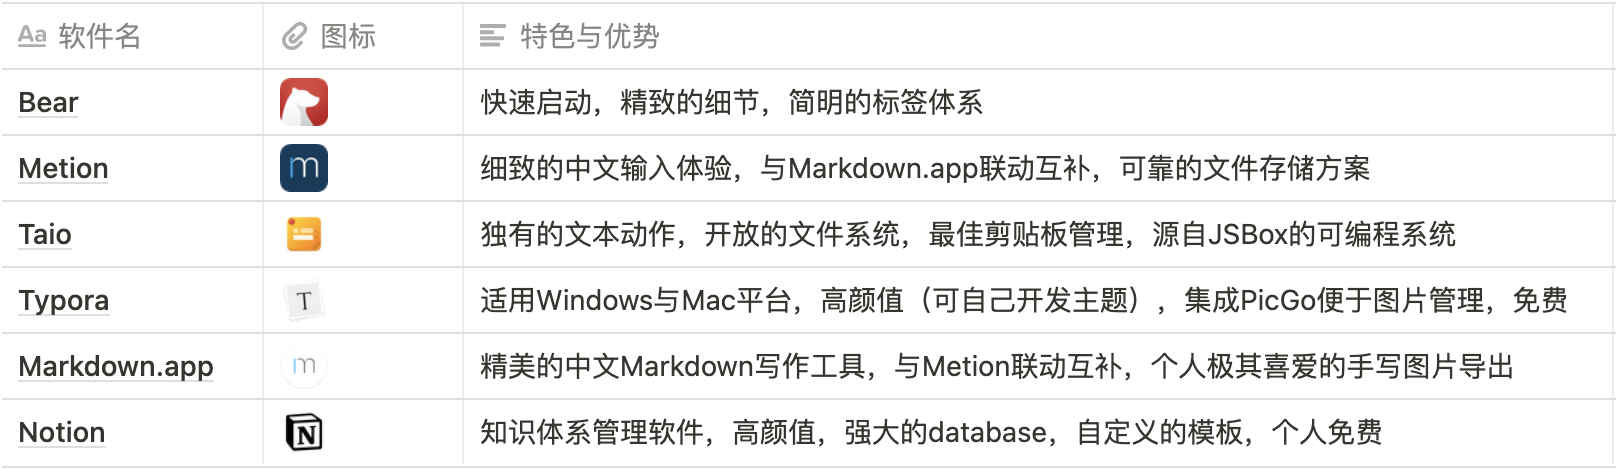 Aa 软件名 图标 特色与优势
Bear 快速启动，精致的细节，简明的标签体系
Metion m 细致的中文输入体验，与Markdown.app联动互补，可靠的文件存储方案
Taio 独有的文本动作，开放的文件系统，最佳剪贴板管理，源自JSBox的可编程系统
Typora T 适用Windows与Mac平台，高颜值（可自己开发主题），集成PicGo便于图片管理，免费
Markdown.app m 精美的中文Markdown写作工具，与Metion联动互补，个人极其喜爱的手写图片导出
Notion N 知识体系管理软件，高颜值，强大的database，自定义的模板，个人免费